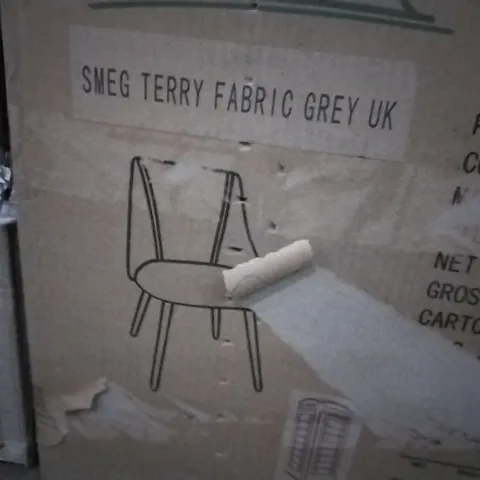 SMEG TERRY FABRIC GREY UK
NET
GROS
CARTO